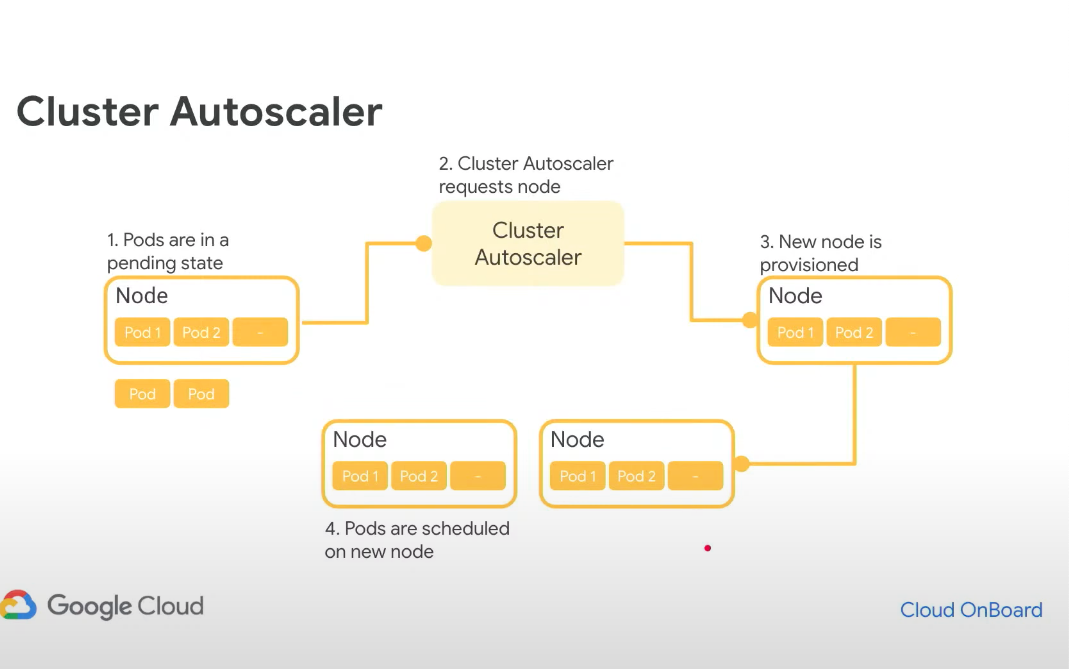 Cluster Autoscaler
2. Cluster Autoscaler
requests node
Cluster
Autoscaler
1. Pods are in a
pending state
Node
Pod 1 Pod 2 -
Pod Pod
3. New node is
provisioned
Node
Pod 1 Pod 2 -
Node
Pod 1 Pod 2 -
Node
Pod 1 Pod 2 -
4. Pods are scheduled
on new node
Google Cloud
Cloud OnBoard